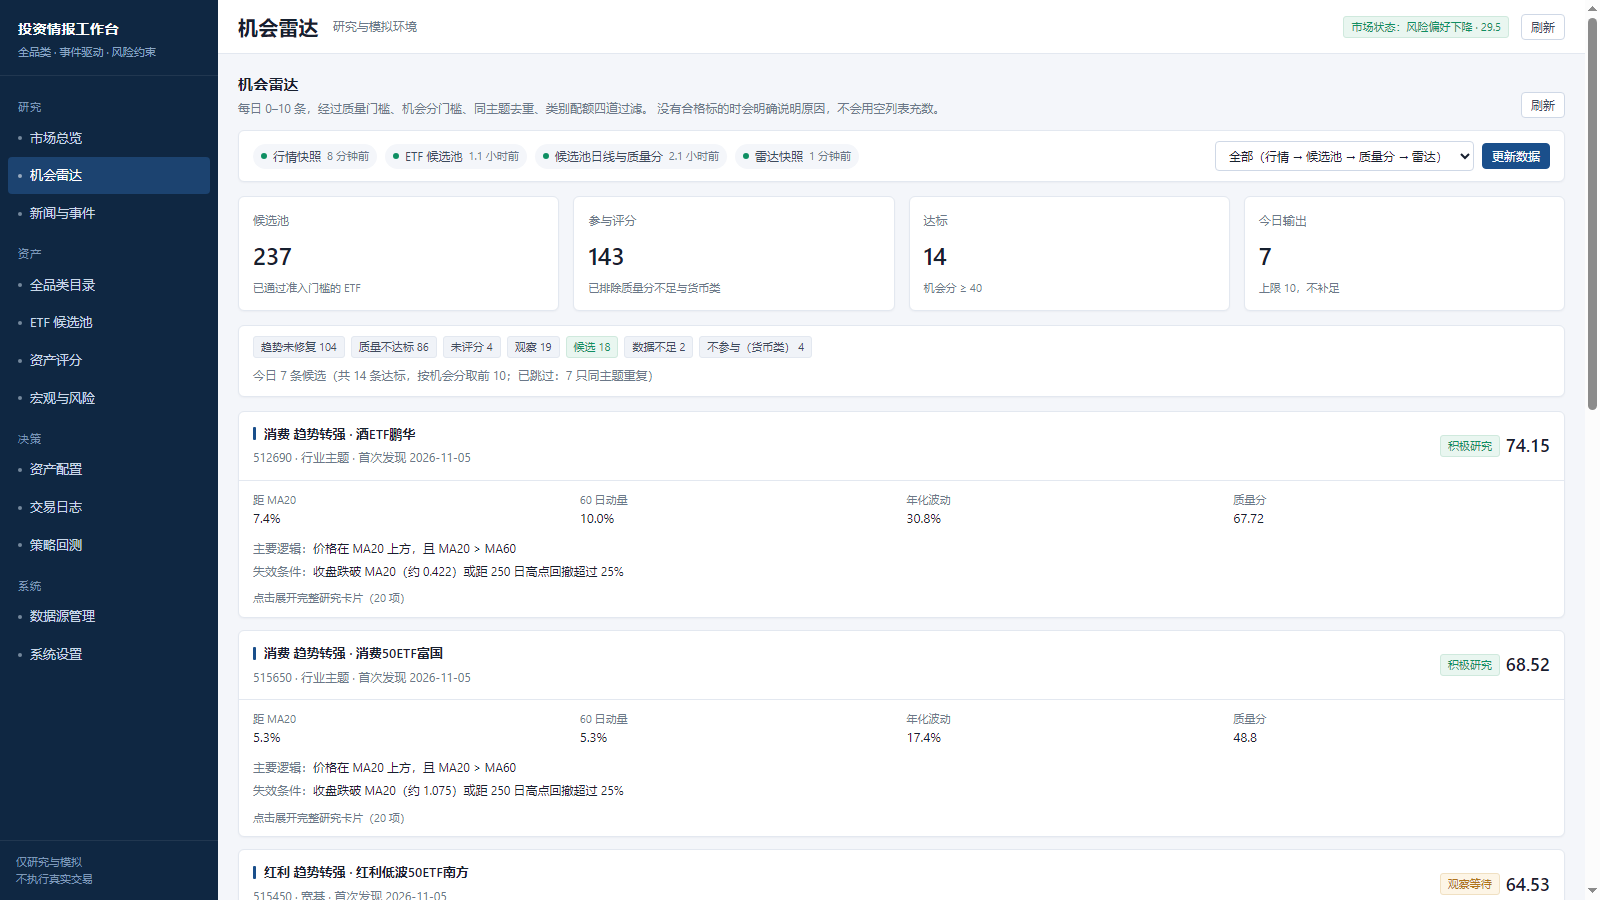 投资情报工作台
全品类 · 事件驱动 · 风险约束
研究
市场总览
机会雷达
新闻与事件
资产
全品类目录
ETF 候选池
资产评分
宏观与风险
决策
资产配置
交易日志
策略回测
系统
数据源管理
系统设置
仅研究与模拟
不执行真实交易
机会雷达 研究与模拟环境
市场状态：风险偏好下降 · 29.5 刷新
机会雷达
每日 0–10 条，经过质量门槛、机会分门槛、同主题去重、类别配额四道过滤。 没有合格标的时会明确说明原因，不会用空列表充数。
刷新
行情快照 8 分钟前 ETF 候选池 1.1 小时前 候选池日线与质量分 2.1 小时前 雷达快照 1 分钟前 全部（行情 → 候选池 → 质量分 → 雷达） 更新数据
候选池
237
已通过准入门槛的 ETF
参与评分
143
已排除质量分不足与货币类
达标
14
机会分 ≥ 40
今日输出
7
上限 10，不补足
趋势未修复 104 质量不达标 86 未评分 4 观察 19 候选 18 数据不足 2 不参与（货币类） 4
今日 7 条候选（共 14 条达标，按机会分取前 10；已跳过：7 只同主题重复）
消费 趋势转强 · 酒ETF鹏华
512690 · 行业主题 · 首次发现 2026-11-05
积极研究 74.15
距 MA20 60 日动量 年化波动 质量分
7.4% 10.0% 30.8% 67.72
主要逻辑：价格在 MA20 上方，且 MA20 > MA60
失效条件：收盘跌破 MA20（约 0.422）或距 250 日高点回撤超过 25%
点击展开完整研究卡片（20 项）
消费 趋势转强 · 消费50ETF富国
515650 · 行业主题 · 首次发现 2026-11-05
积极研究 68.52
距 MA20 60 日动量 年化波动 质量分
5.3% 5.3% 17.4% 48.8
主要逻辑：价格在 MA20 上方，且 MA20 > MA60
失效条件：收盘跌破 MA20（约 1.075）或距 250 日高点回撤超过 25%
点击展开完整研究卡片（20 项）
红利 趋势转强 · 红利低波50ETF南方
515450 · 宽基 · 首次发现 2026-11-05
观察等待 64.53